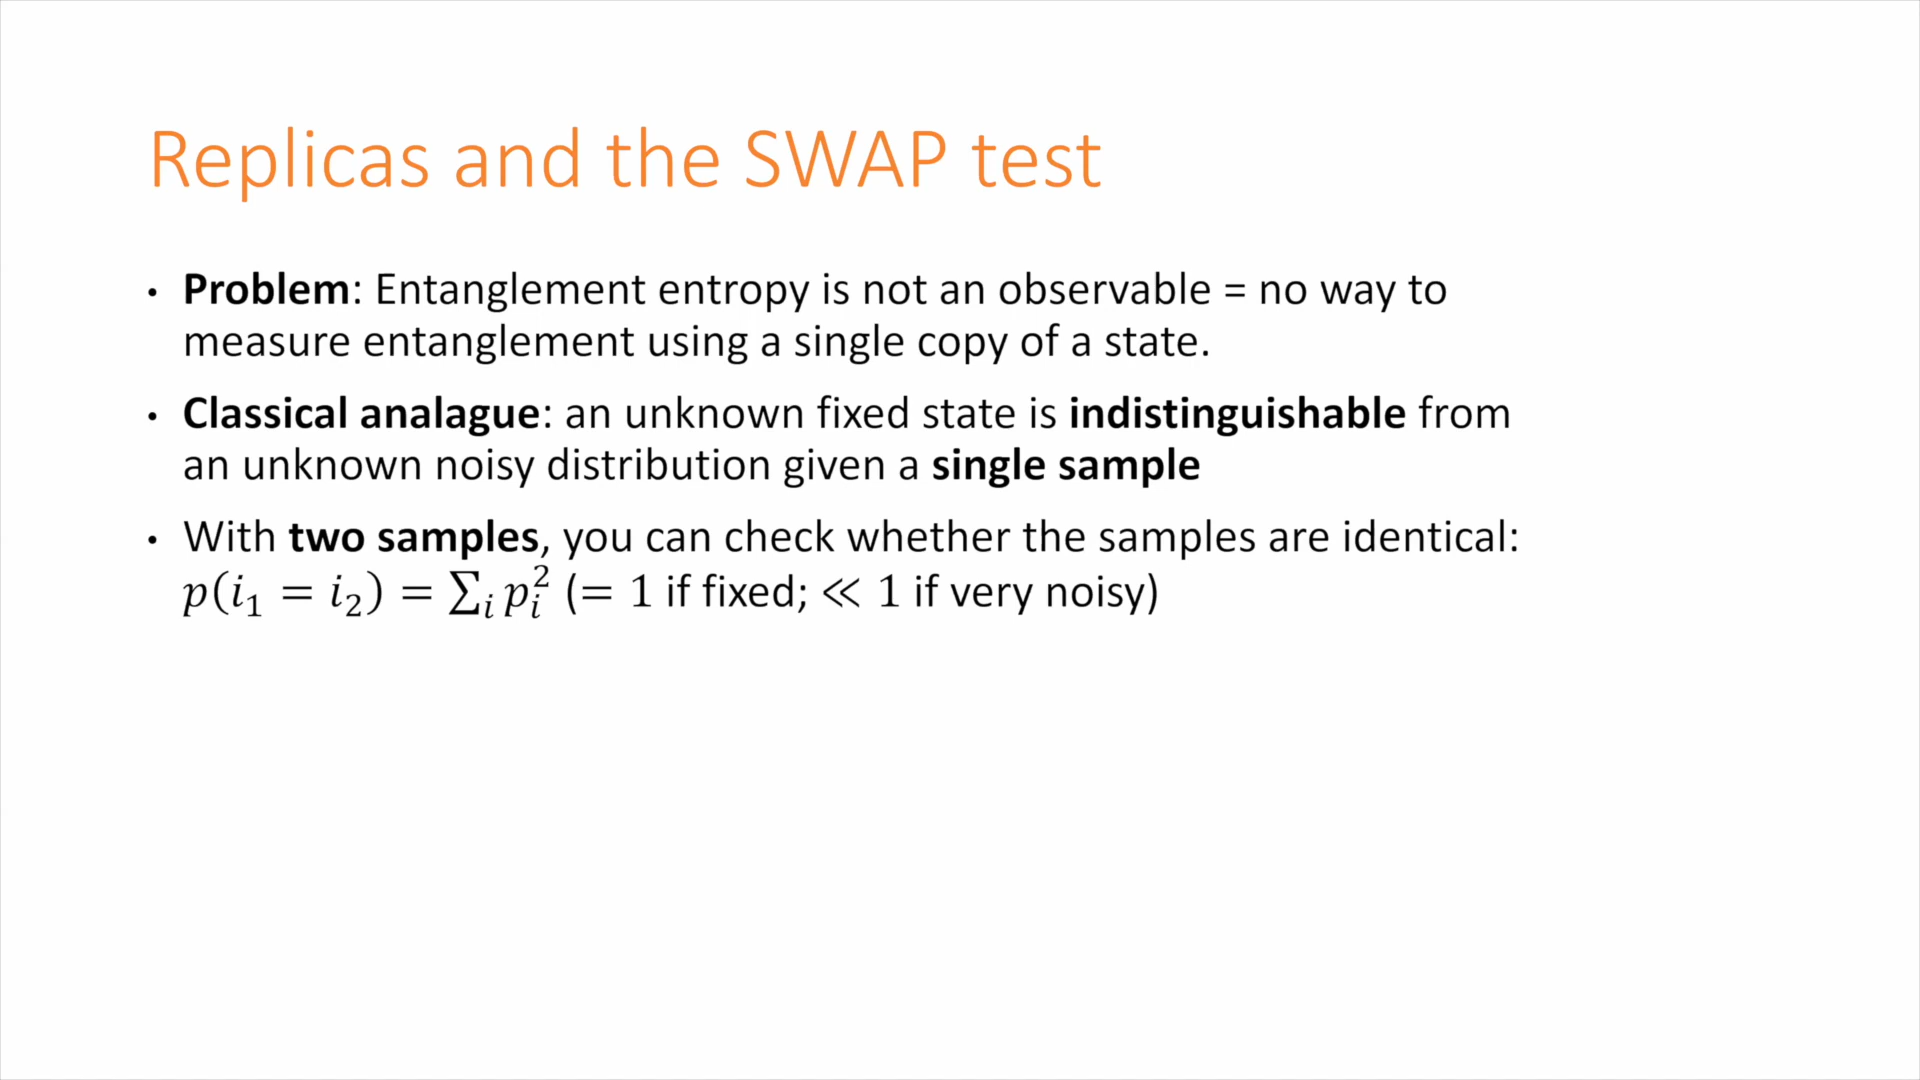 Replicas and the SWAP test
• Problem: Entanglement entropy is not an observable = no way to
measure entanglement using a single copy of a state.
• Classical analague: an unknown fixed state is indistinguishable from
an unknown noisy distribution given a single sample
• With two samples, you can check whether the samples are identical:
p(i₁ = i₂) = ∑ᵢ pᵢ² (= 1 if fixed; ≪ 1 if very noisy)